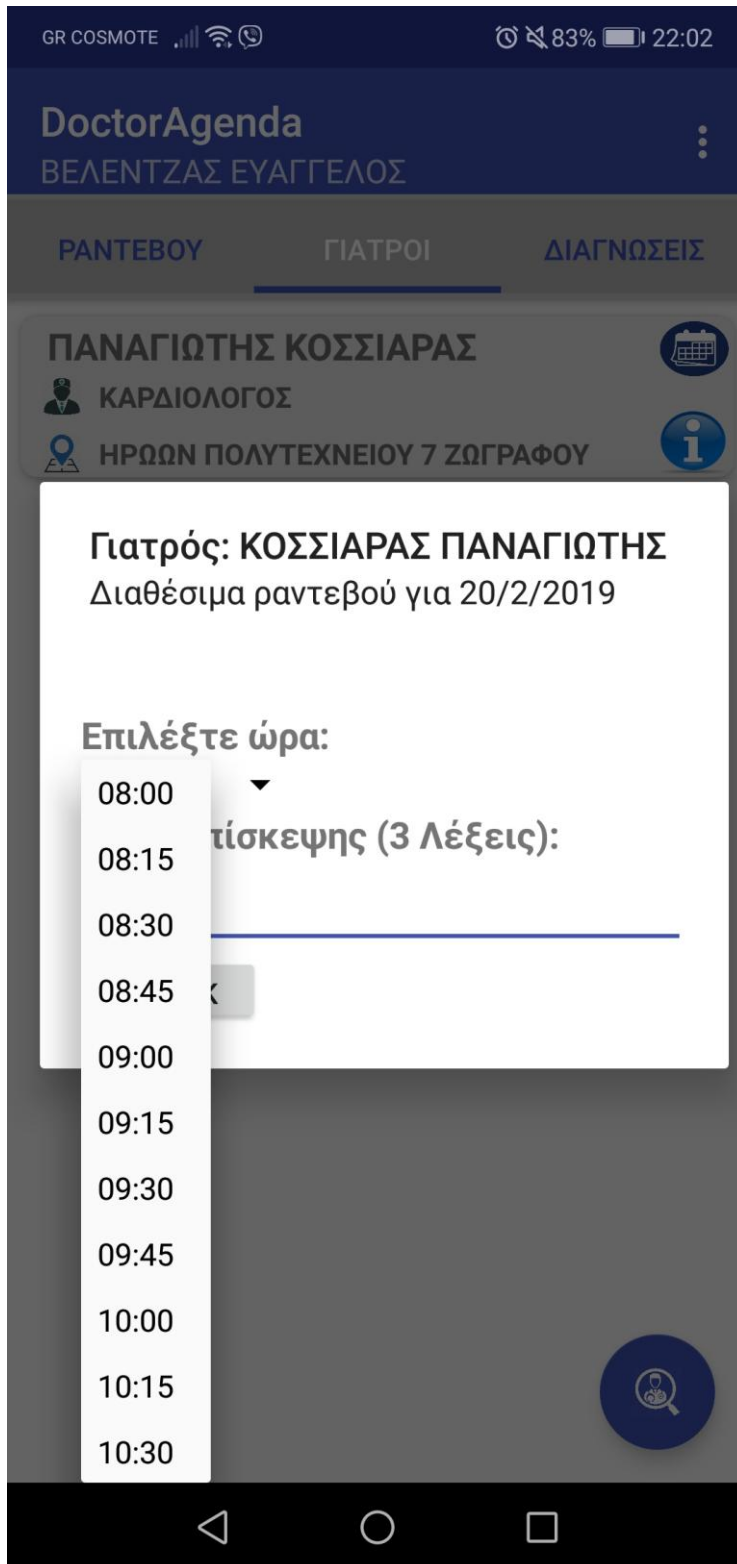 GR COSMOTE 83% 22:02
DoctorAgenda
ΒΕΛΕΝΤΖΑΣ ΕΥΑΓΓΕΛΟΣ
ΡΑΝΤΕΒΟΥ ΓΙΑΤΡΟΙ ΔΙΑΓΝΩΣΕΙΣ
ΠΑΝΑΓΙΩΤΗΣ ΚΟΣΣΙΑΡΑΣ
ΚΑΡΔΙΟΛΟΓΟΣ
ΗΡΩΩΝ ΠΟΛΥΤΕΧΝΕΙΟΥ 7 ΖΩΓΡΑΦΟΥ
Γιατρός: ΚΟΣΣΙΑΡΑΣ ΠΑΝΑΓΙΩΤΗΣ
Διαθέσιμα ραντεβού για 20/2/2019
Επιλέξτε ώρα:
08:00
πίσκεψης (3 Λέξεις):
08:15
08:30
08:45
09:00
09:15
09:30
09:45
10:00
10:15
10:30